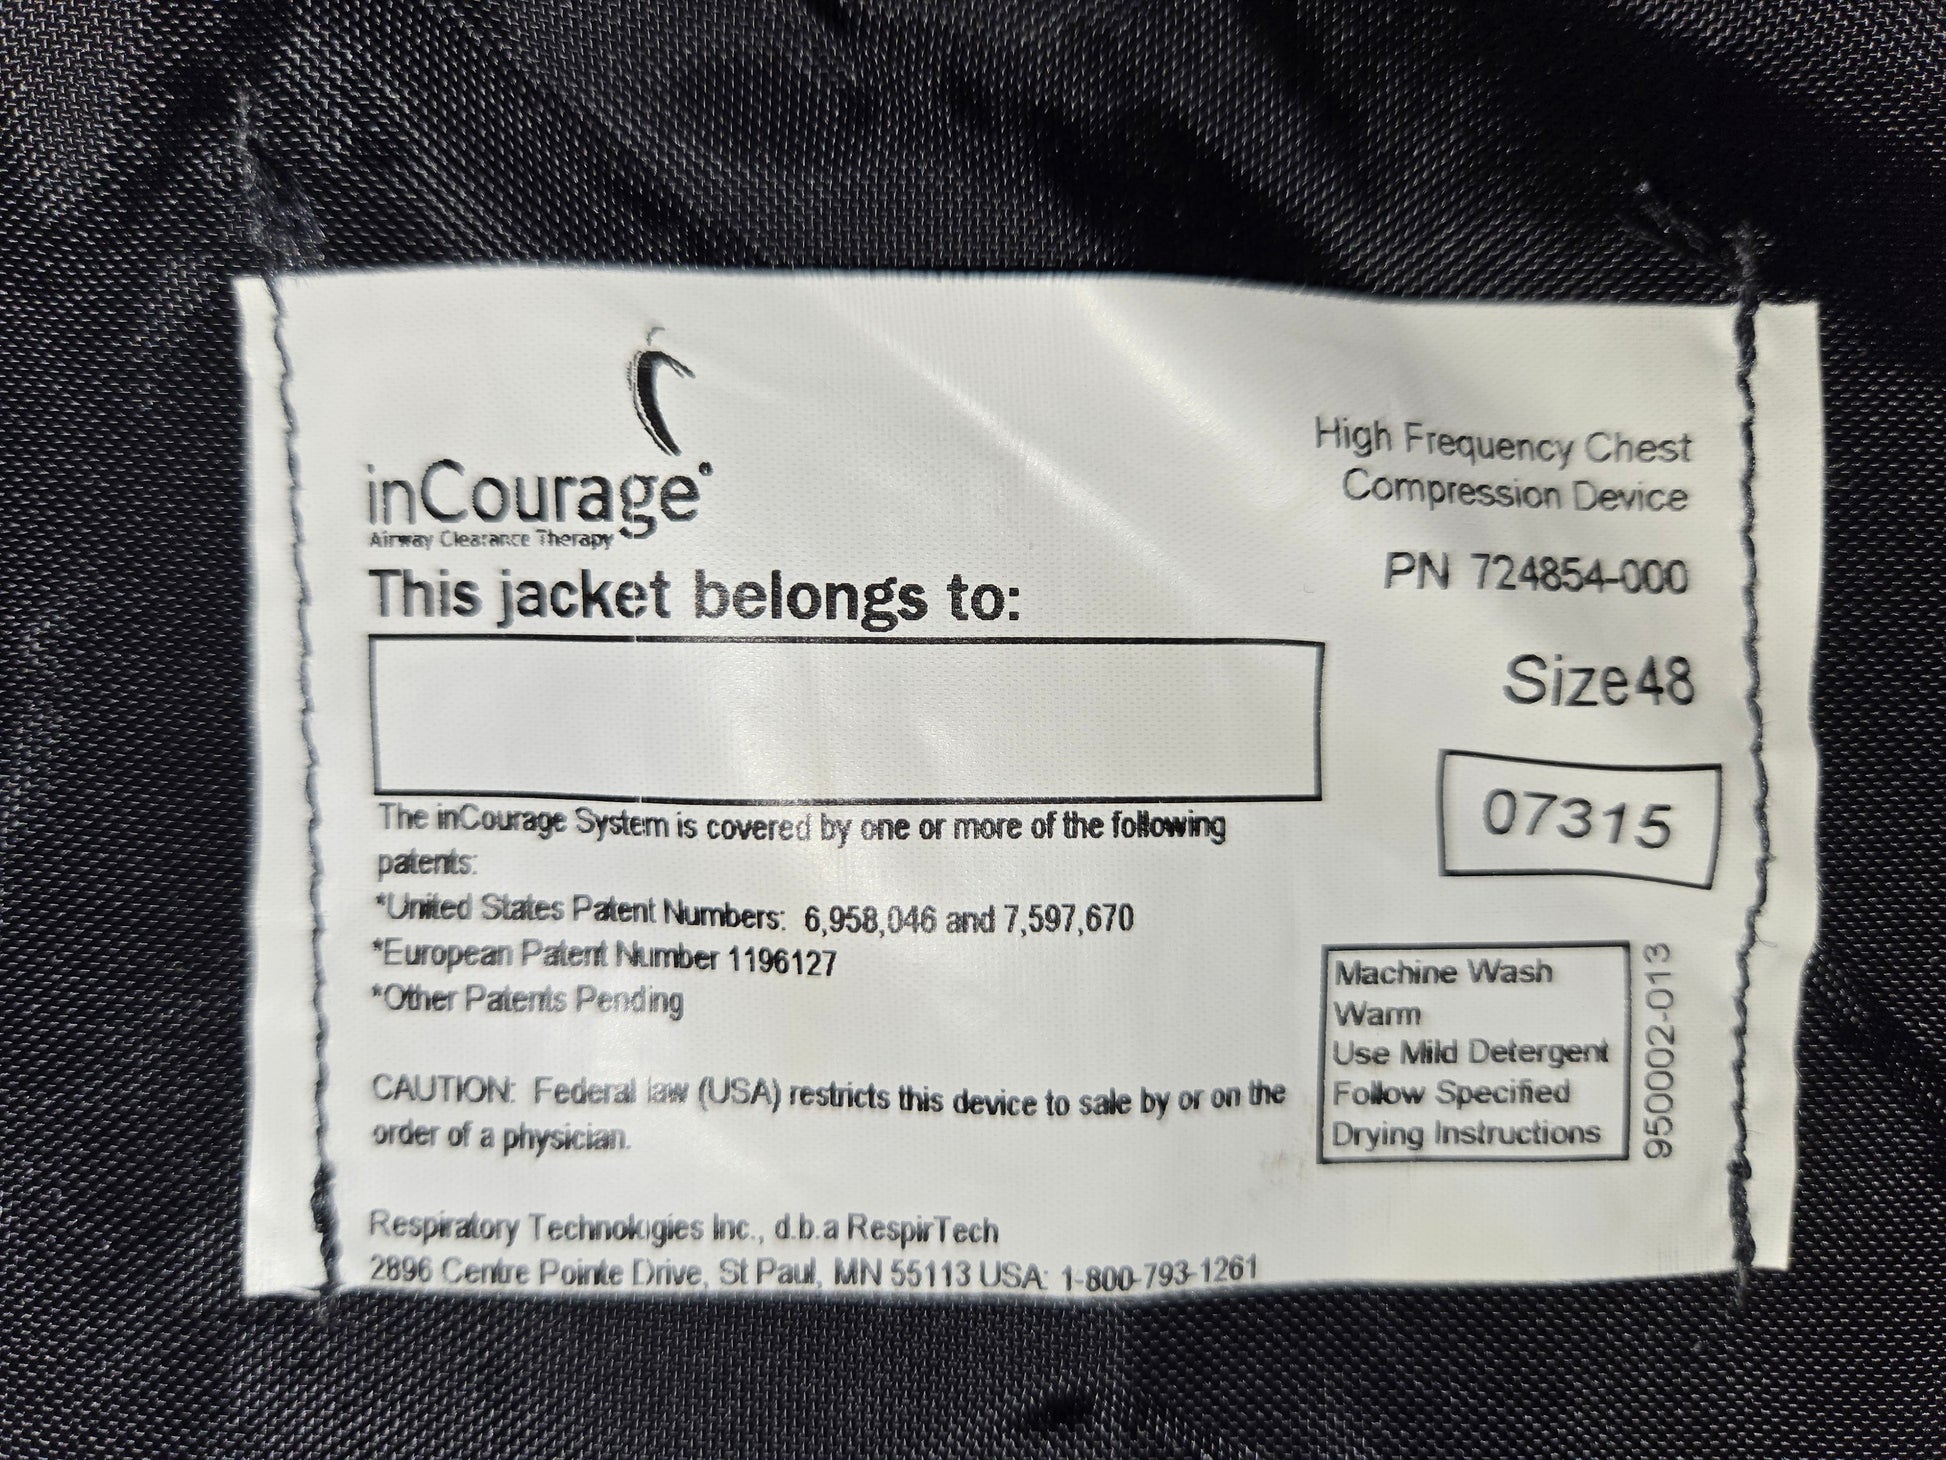 inCourage®
Airway Clearance Therapy
This jacket belongs to:
High Frequency Chest
Compression Device
PN 724854-000
Size48
07315
The inCourage System is covered by one or more of the following
patents:
*United States Patent Numbers: 6,958,046 and 7,597,670
*European Patent Number 1196127
*Other Patents Pending
CAUTION: Federal law (USA) restricts this device to sale by or on the
order of a physician.
Machine Wash
Warm
Use Mild Detergent
Follow Specified
Drying Instructions
950002-013
Respiratory Technologies Inc., d.b.a RespirTech
2896 Centre Pointe Drive, St Paul, MN 55113 USA: 1-800-793-1261